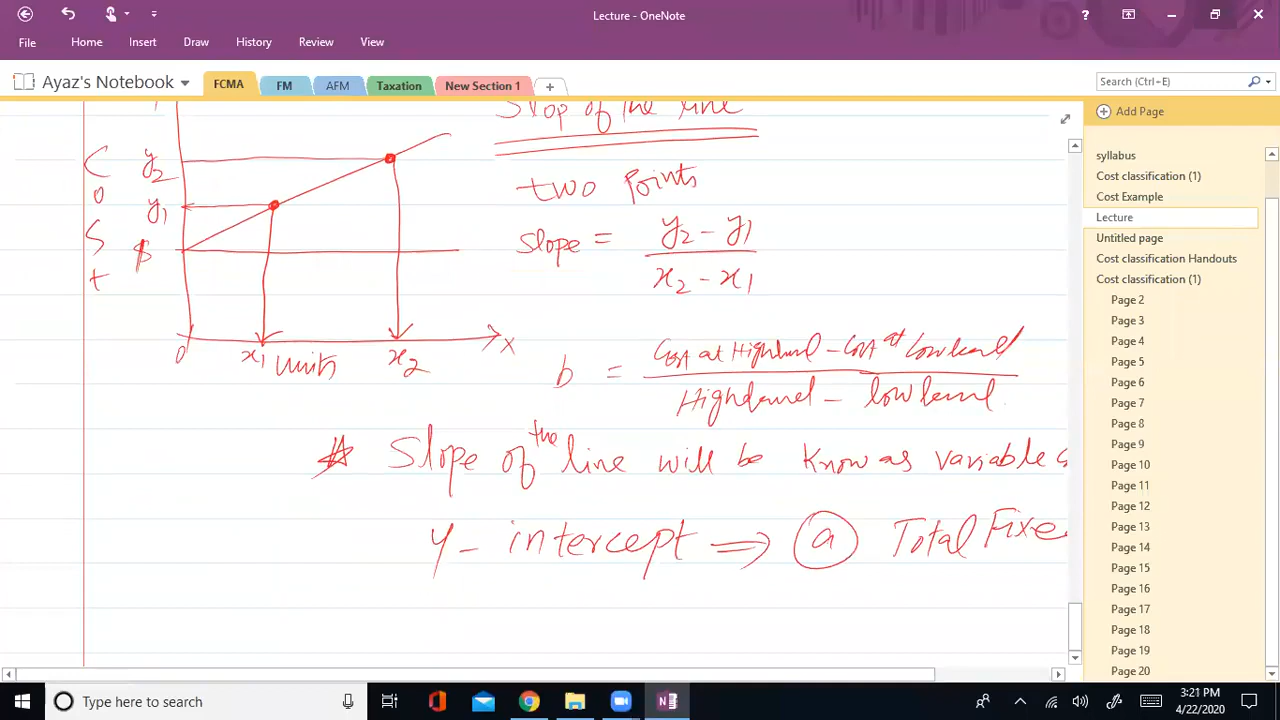 Lecture - OneNote
?
File Home Insert Draw History Review View
Ayaz's Notebook FCMA FM AFM Taxation New Section 1 +
Search (Ctrl+E)
Add Page
syllabus
Cost classification (1)
Cost Example
Lecture
Untitled page
Cost classification Handouts
Cost classification (1)
Page 2
Page 3
Page 4
Page 5
Page 6
Page 7
Page 8
Page 9
Page 10
Page 11
Page 12
Page 13
Page 14
Page 15
Page 16
Page 17
Page 18
Page 19
Page 20
Slop of the line
two points
slope = y2 - y1
x2 - x1
b = Cost at High level - Cost at Low level
High level - low level
C y2
O y1
S $
t
0 x1 units x2 X
Slope of the line will be know as variable
y- intercept ⇒ a Total Fixe
Type here to search
3:21 PM
4/22/2020